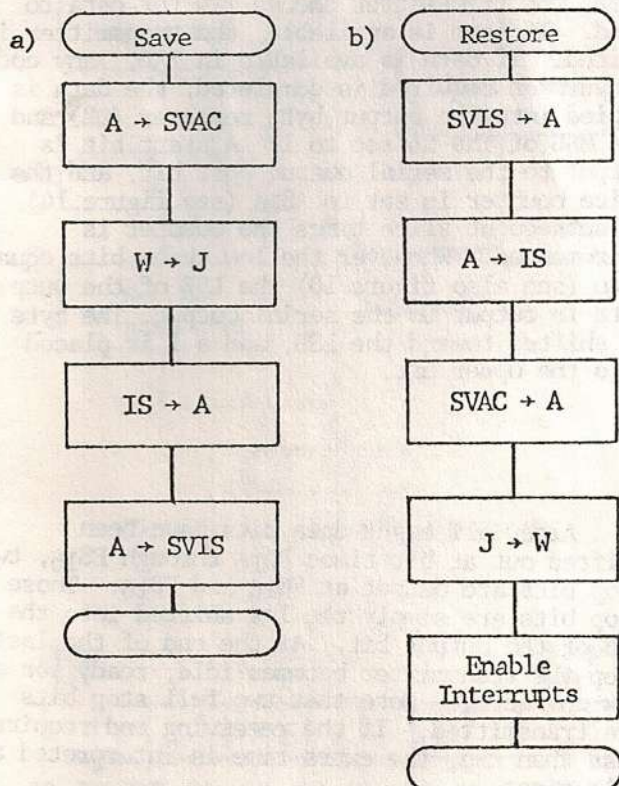 a)
Save
A → SVAC
W → J
IS → A
A → SVIS
b)
Restore
SVIS → A
A → IS
SVAC → A
J → W
Enable
Interrupts